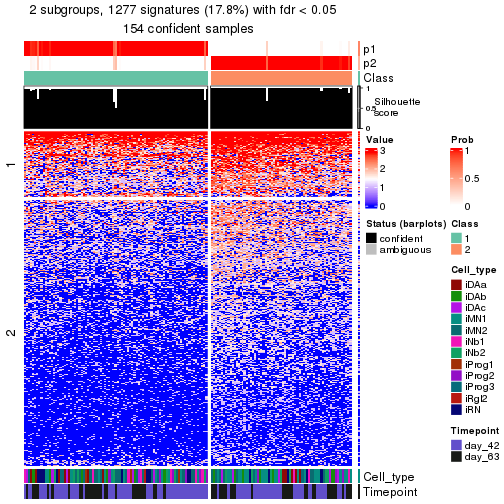 2 subgroups, 1277 signatures (17.8%) with fdr < 0.05
154 confident samples
p1
p2
Class
1
0.5
0
Silhouette
score
1
2
Value
3
2
1
0
Prob
1
0.5
0
Status (barplots)
confident
ambiguous
Class
1
2
Cell_type
iDAa
iDAb
iDAc
iMN1
iMN2
iNb1
iNb2
iProg1
iProg2
iProg3
iRgl2
iRN
Timepoint
day_42
day_63
Cell_type
Timepoint